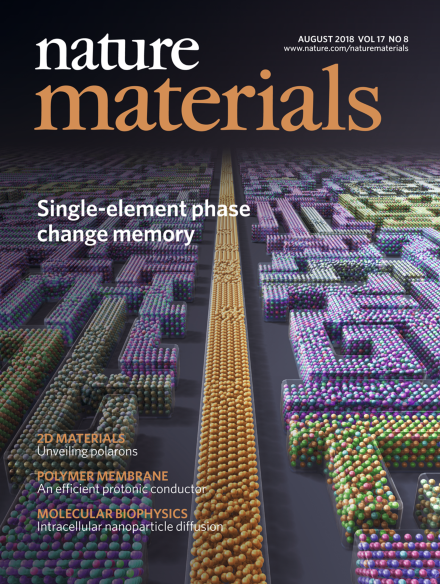 nature
AUGUST 2018 VOL 17 NO 8
www.nature.com/naturematerials
materials
Single-element phase
change memory
2D MATERIALS
Unveiling polarons
POLYMER MEMBRANE
An efficient protonic conductor
MOLECULAR BIOPHYSICS
Intracellular nanoparticle diffusion